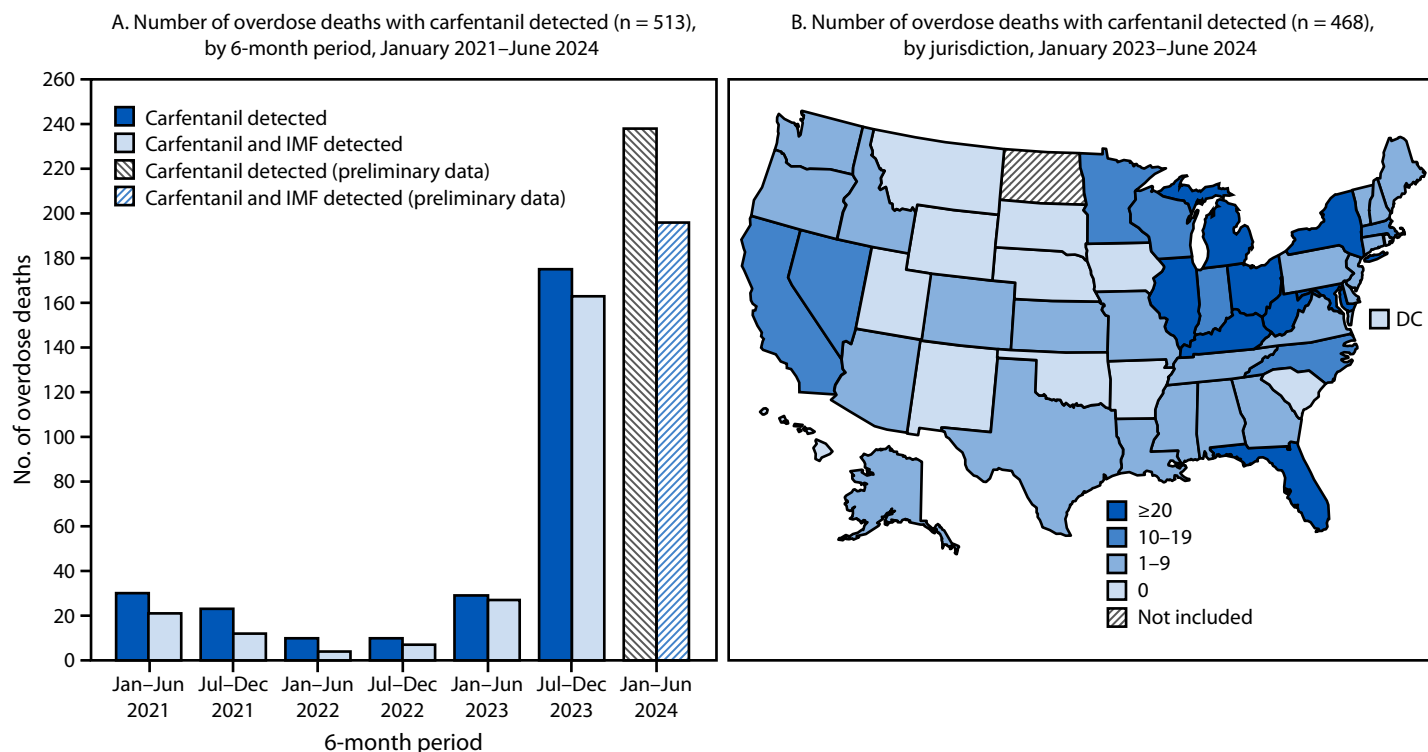 A. Number of overdose deaths with carfentanil detected (n = 513),
by 6-month period, January 2021–June 2024
260
240
220
200
180
160
140
120
100
80
60
40
20
0
No. of overdose deaths
Carfentanil detected
Carfentanil and IMF detected
Carfentanil detected (preliminary data)
Carfentanil and IMF detected (preliminary data)
Jan–Jun
2021
Jul–Dec
2021
Jan–Jun
2022
Jul–Dec
2022
Jan–Jun
2023
Jul–Dec
2023
Jan–Jun
2024
6-month period
B. Number of overdose deaths with carfentanil detected (n = 468),
by jurisdiction, January 2023–June 2024
DC
≥20
10–19
1–9
0
Not included